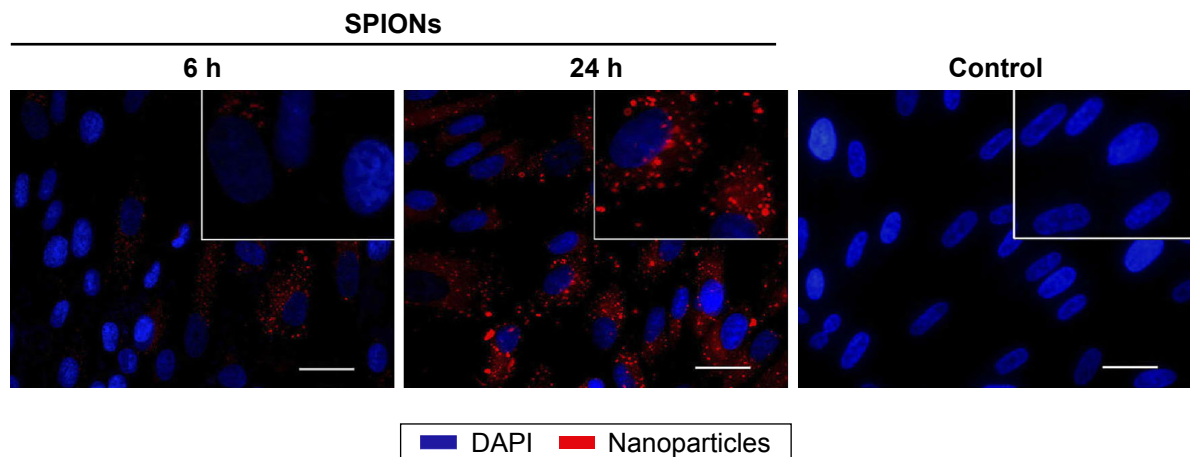 SPIONs
6 h
24 h
Control
DAPI Nanoparticles